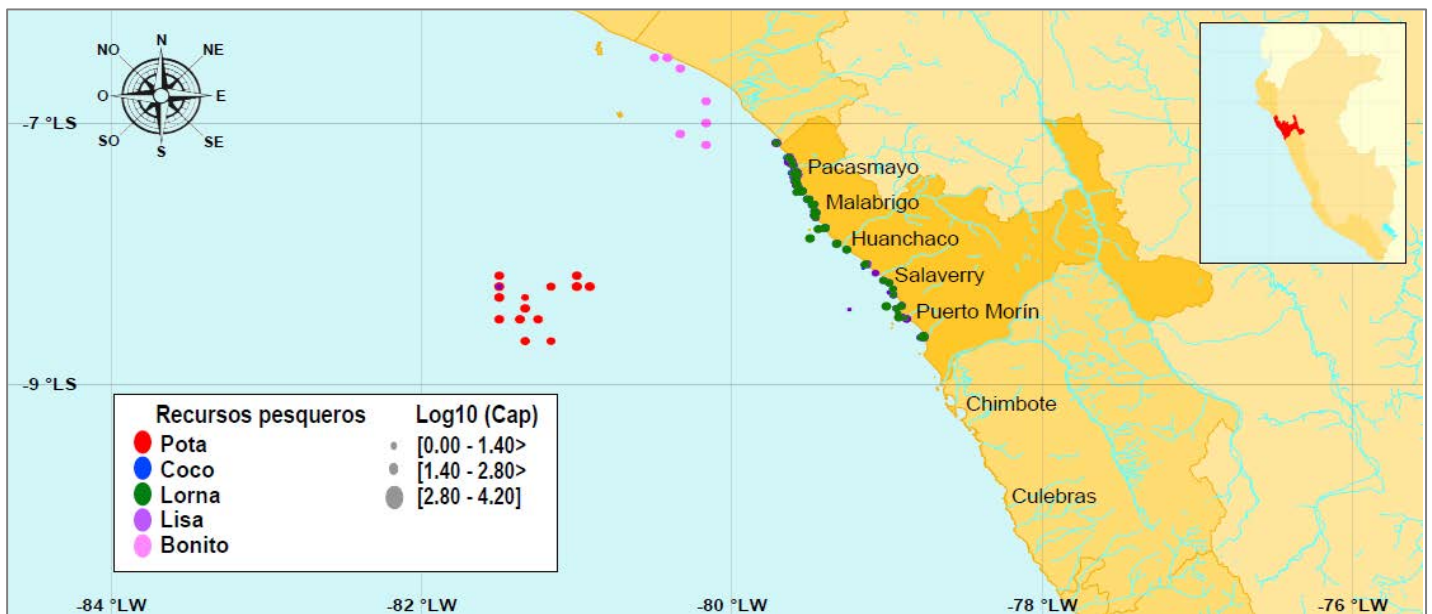 N
NO
NE
O
E
SO
SE
S
-7 °LS
Pacasmayo
Malabrigo
Huanchaco
Salaverry
Puerto Morín
-9 °LS
Chimbote
Culebras
Recursos pesqueros
Log10 (Cap)
Pota
[0.00 - 1.40>
Coco
[1.40 - 2.80>
Lorna
[2.80 - 4.20]
Lisa
Bonito
-84 °LW
-82 °LW
-80 °LW
-78 °LW
-76 °LW